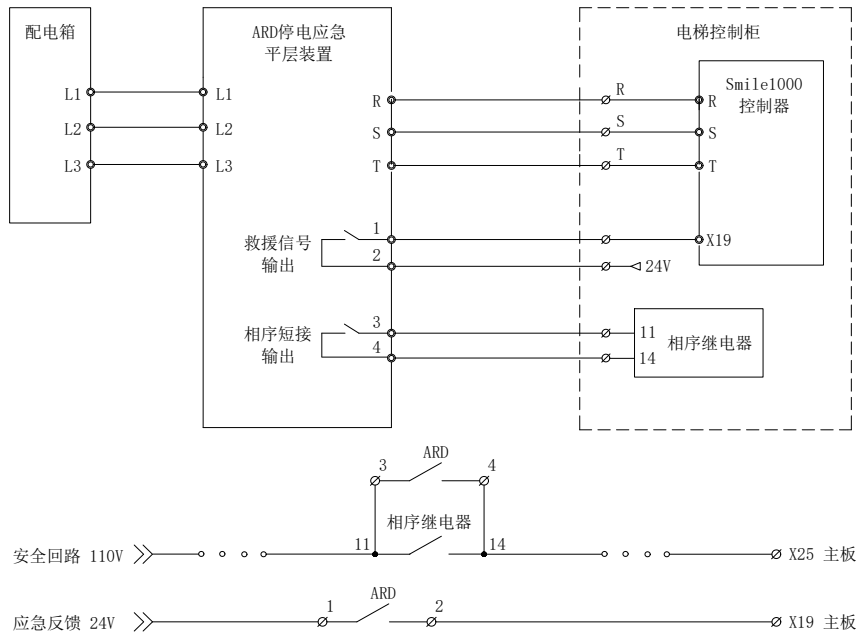 配电箱
ARD停电应急
平层装置
电梯控制柜
Smile1000
控制器
L1
L1
R
R
R
L2
L2
S
S
S
L3
L3
T
T
T
救援信号
输出
1
X19
2
24V
相序短接
输出
3
11
4
14
相序继电器
ARD
3
4
相序继电器
安全回路 110V
11
14
X25 主板
ARD
应急反馈 24V
1
2
X19 主板